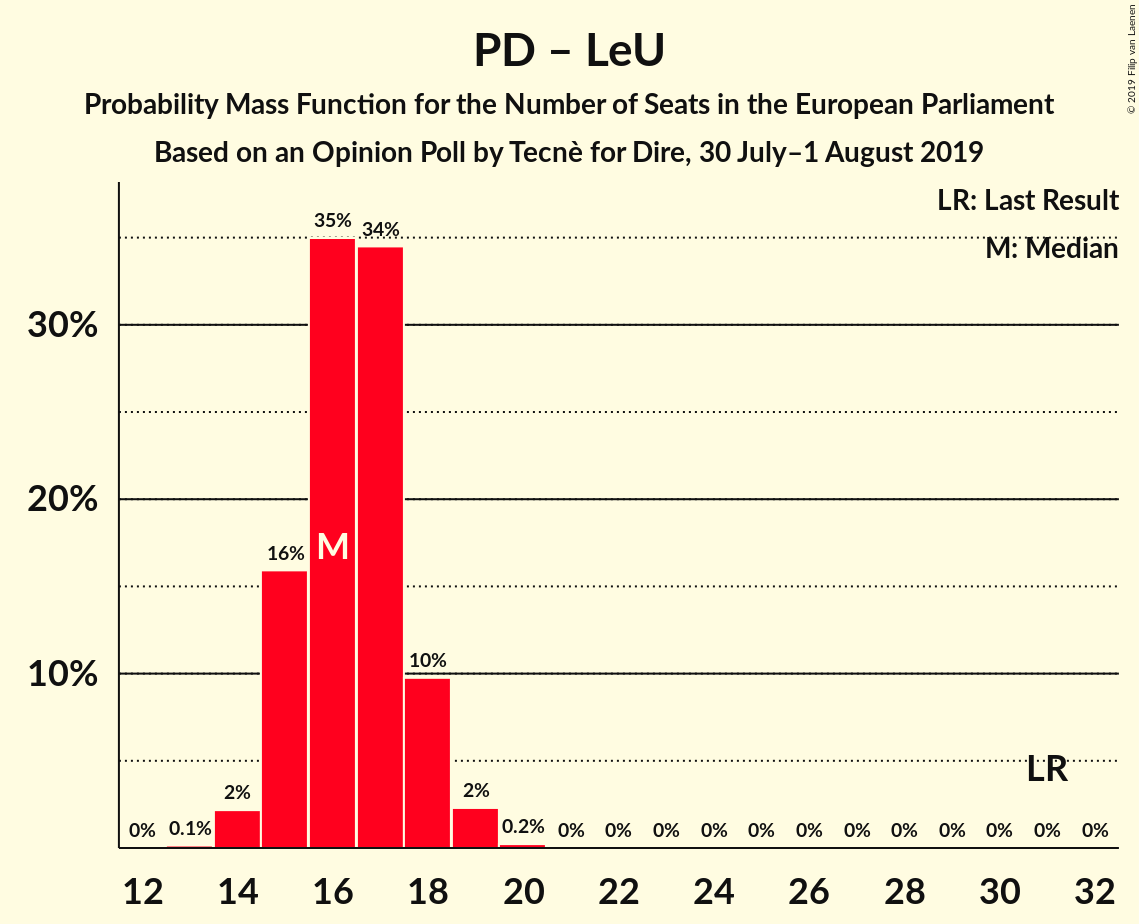 PD – LeU
Probability Mass Function for the Number of Seats in the European Parliament
Based on an Opinion Poll by Tecnè for Dire, 30 July–1 August 2019
© 2019 Filip van Laenen
LR: Last Result
M: Median
30%
20%
10%
0%
0.1%
2%
16%
35%
34%
10%
2%
0.2%
0%
0%
0%
0%
0%
0%
0%
0%
0%
0%
0%
0%
M
LR
12 14 16 18 20 22 24 26 28 30 32